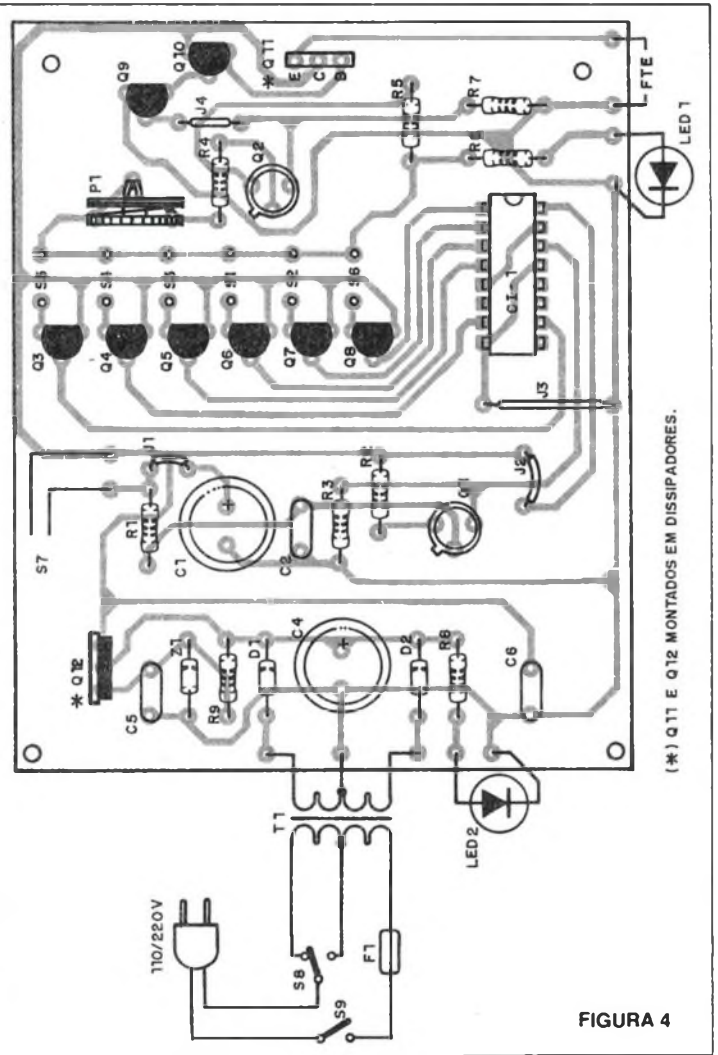 Q9
Q10
(*) Q11
E C B
J4
R4
Q2
P1
R5
R7
R6
FTE
LED 1
S5
S4
S3
S1
S2
S6
Q3
Q4
Q5
Q6
Q7
Q8
CI-1
J3
S7
J1
R1
C1
C2
R3
R2
Q1
J2
* Q12
C5
Z1
R9
D1
C4
D2
R8
C6
T1
LED2
110/220V
S8
S9
F1
(*) Q11 E Q12 MONTADOS EM DISSIPADORES.
FIGURA 4